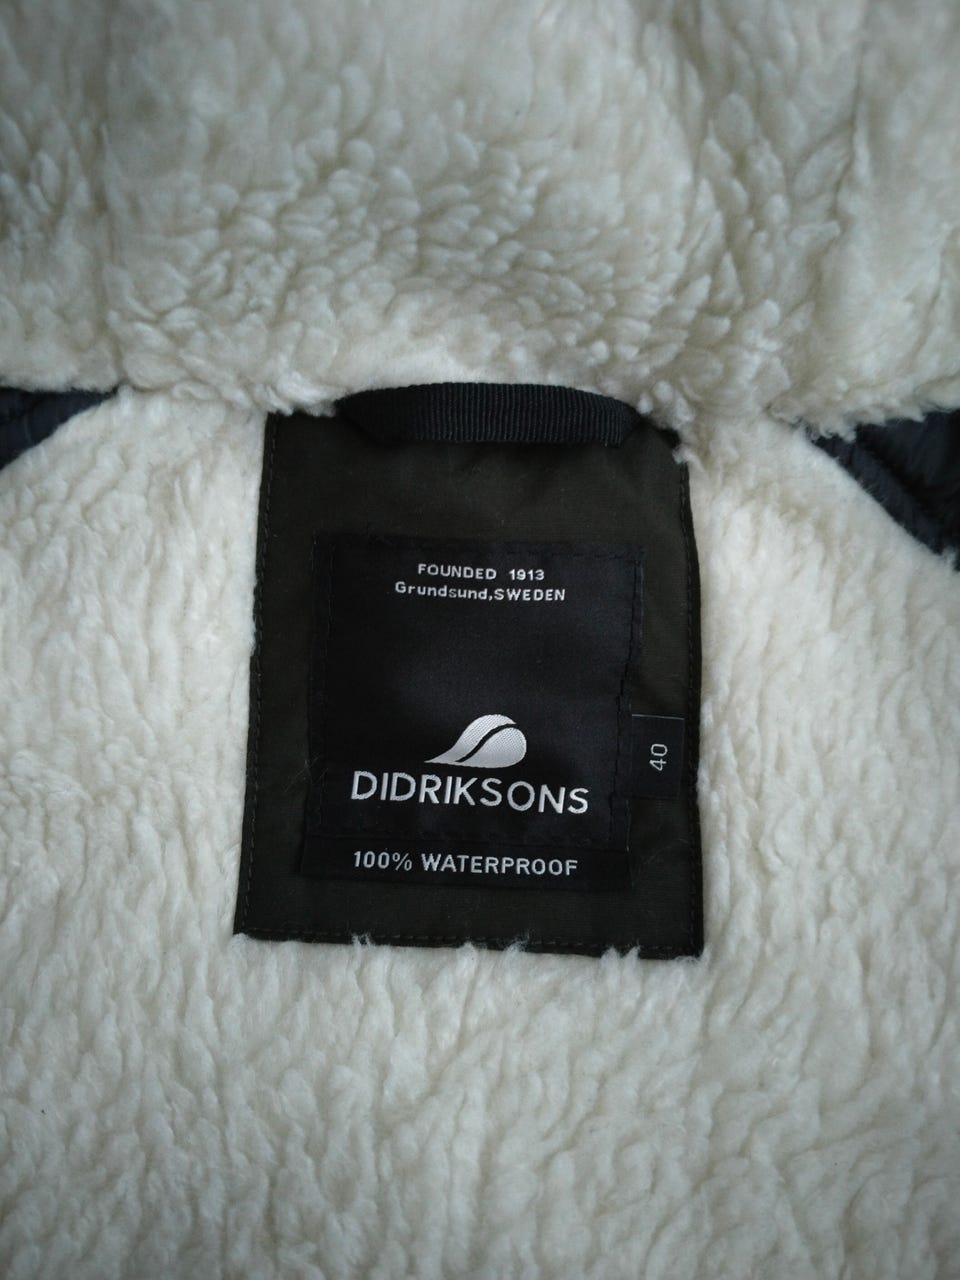 FOUNDED 1913
Grundsund,SWEDEN
DIDRIKSONS
40
100% WATERPROOF